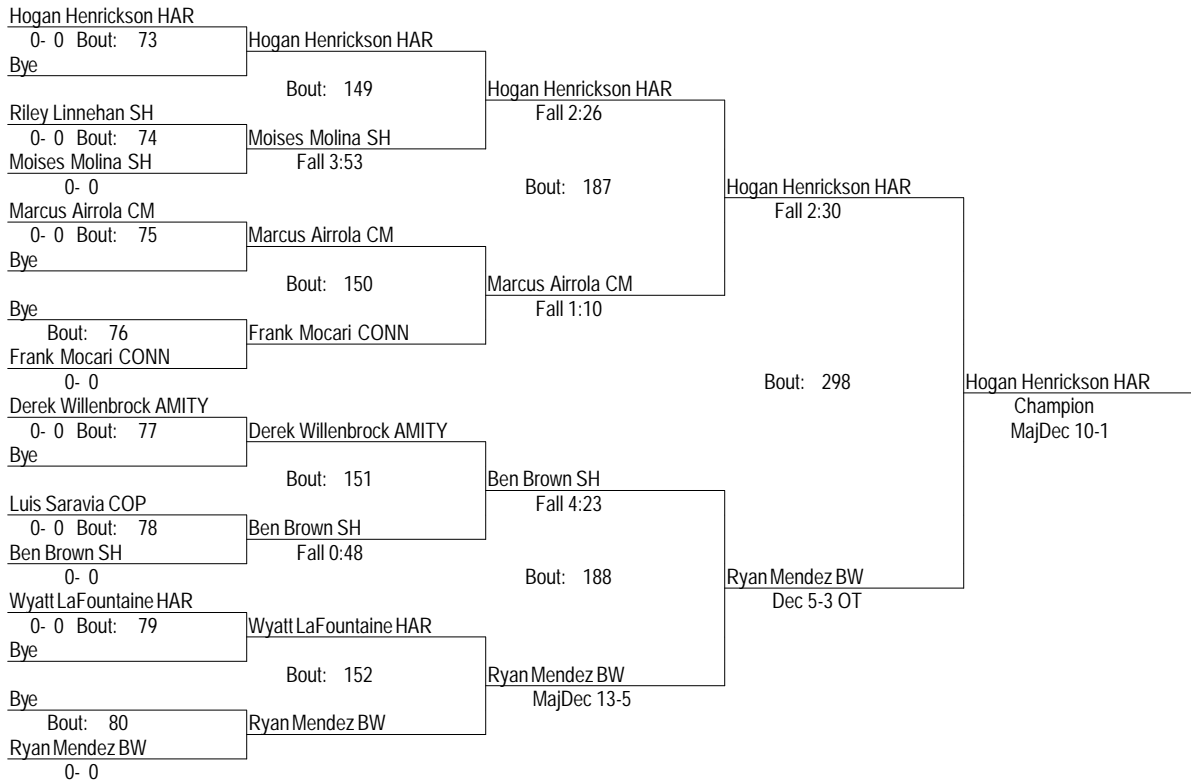 Hogan Henrickson HAR
0- 0 Bout: 73
Hogan Henrickson HAR
Bye
Bout: 149
Hogan Henrickson HAR
Riley Linnehan SH
Fall 2:26
0- 0 Bout: 74
Moises Molina SH
Moises Molina SH
Fall 3:53
0- 0
Bout: 187
Hogan Henrickson HAR
Marcus Airrola CM
Fall 2:30
0- 0 Bout: 75
Marcus Airrola CM
Bye
Bout: 150
Marcus Airrola CM
Bye
Fall 1:10
Bout: 76
Frank Mocari CONN
Frank Mocari CONN
0- 0
Bout: 298
Hogan Henrickson HAR
Derek Willenbrock AMITY
Champion
0- 0 Bout: 77
Derek Willenbrock AMITY
MajDec 10-1
Bye
Bout: 151
Ben Brown SH
Luis Saravia COP
Fall 4:23
0- 0 Bout: 78
Ben Brown SH
Ben Brown SH
Fall 0:48
0- 0
Bout: 188
Ryan Mendez BW
Wyatt LaFountaine HAR
Dec 5-3 OT
0- 0 Bout: 79
Wyatt LaFountaine HAR
Bye
Bout: 152
Ryan Mendez BW
Bye
MajDec 13-5
Bout: 80
Ryan Mendez BW
Ryan Mendez BW
0- 0